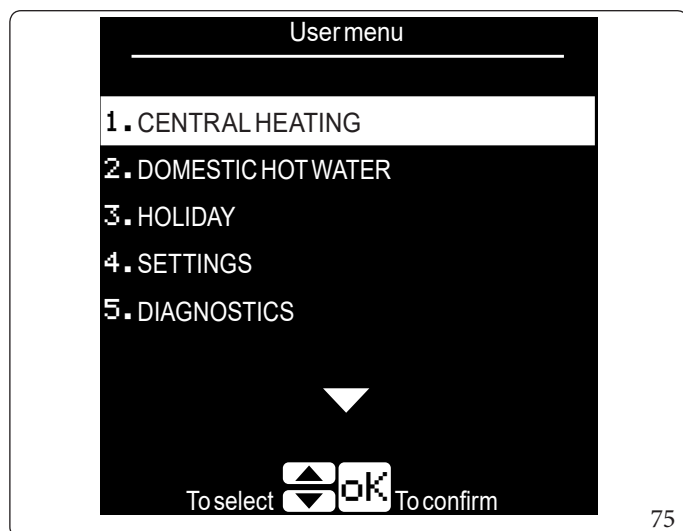 User menu
1. CENTRAL HEATING
2. DOMESTIC HOT WATER
3. HOLIDAY
4. SETTINGS
5. DIAGNOSTICS
To select oK To confirm
75